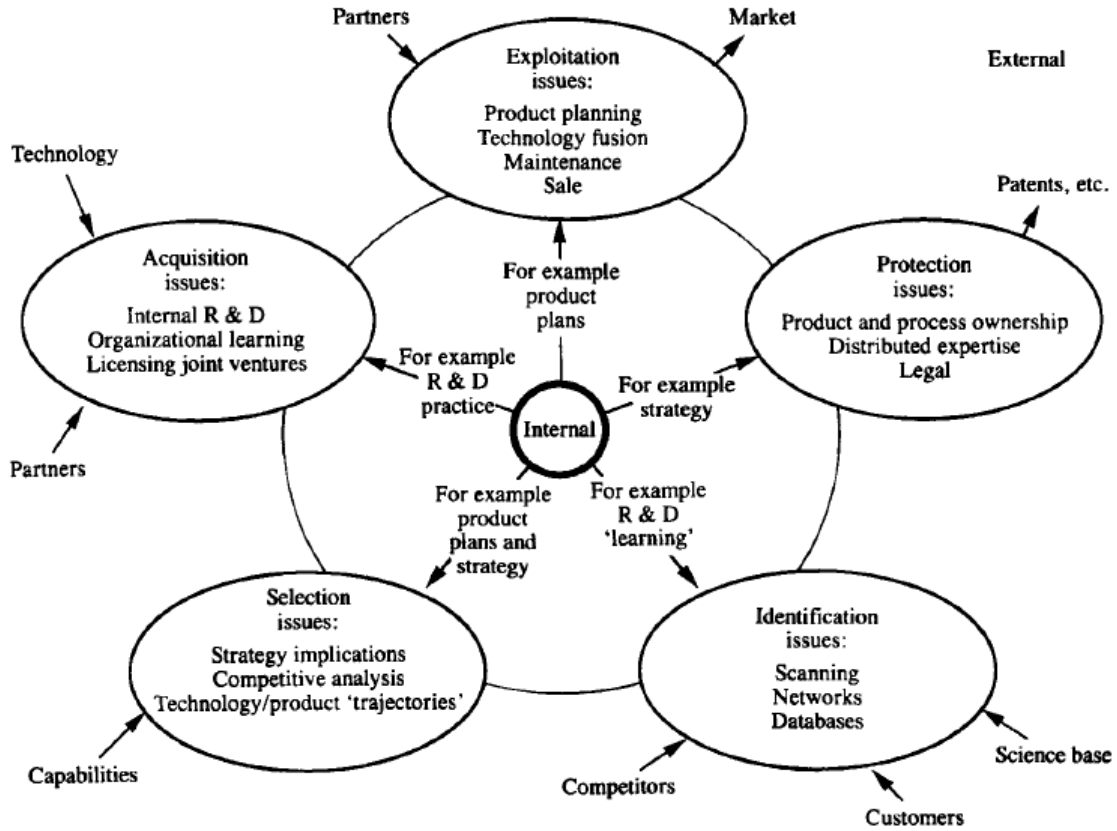 Partners
Market
External
Exploitation
issues:
Product planning
Technology fusion
Maintenance
Sale
Technology
Patents, etc.
Acquisition
issues:
Internal R & D
Organizational learning
Licensing joint ventures
For example
product
plans
Protection
issues:
Product and process ownership
Distributed expertise
Legal
For example
R & D
practice
For example
strategy
Internal
Partners
For example
product
plans and
strategy
For example
R & D
‘learning’
Selection
issues:
Strategy implications
Competitive analysis
Technology/product ‘trajectories’
Identification
issues:
Scanning
Networks
Databases
Capabilities
Competitors
Science base
Customers